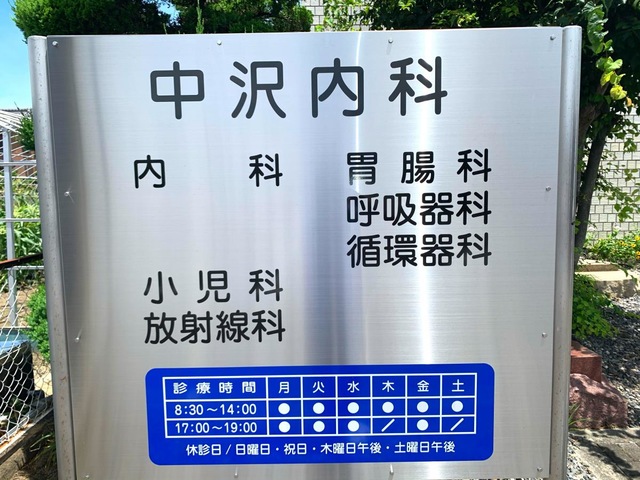 中沢内科
内科 胃腸科
呼吸器科
循環器科
小児科
放射線科
診療時間 月 火 水 木 金 土
8:30〜14:00 ● ● ● ● ● ●
17:00〜19:00 ● ● ● / ● /
休診日/日曜日・祝日・木曜日午後・土曜日午後